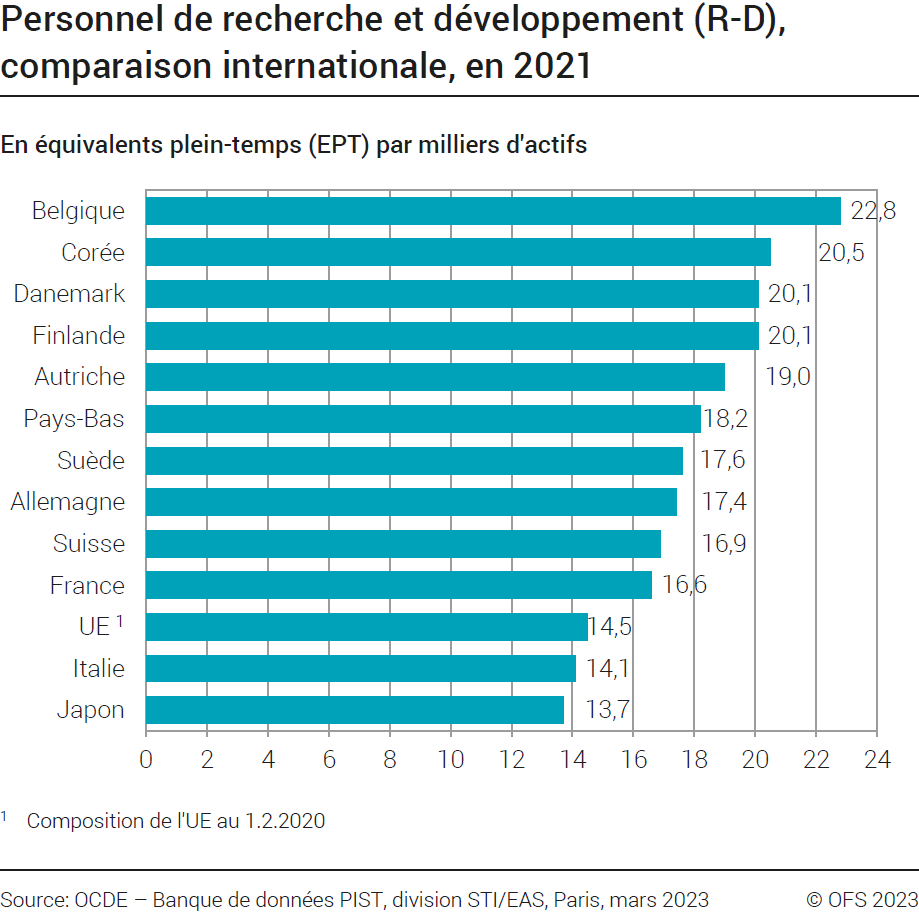 Personnel de recherche et développement (R-D),
comparaison internationale, en 2021
En équivalents plein-temps (EPT) par milliers d'actifs
Belgique 22,8
Corée 20,5
Danemark 20,1
Finlande 20,1
Autriche 19,0
Pays-Bas 18,2
Suède 17,6
Allemagne 17,4
Suisse 16,9
France 16,6
UE ¹ 14,5
Italie 14,1
Japon 13,7
0 2 4 6 8 10 12 14 16 18 20 22 24
¹ Composition de l'UE au 1.2.2020
Source: OCDE – Banque de données PIST, division STI/EAS, Paris, mars 2023 © OFS 2023